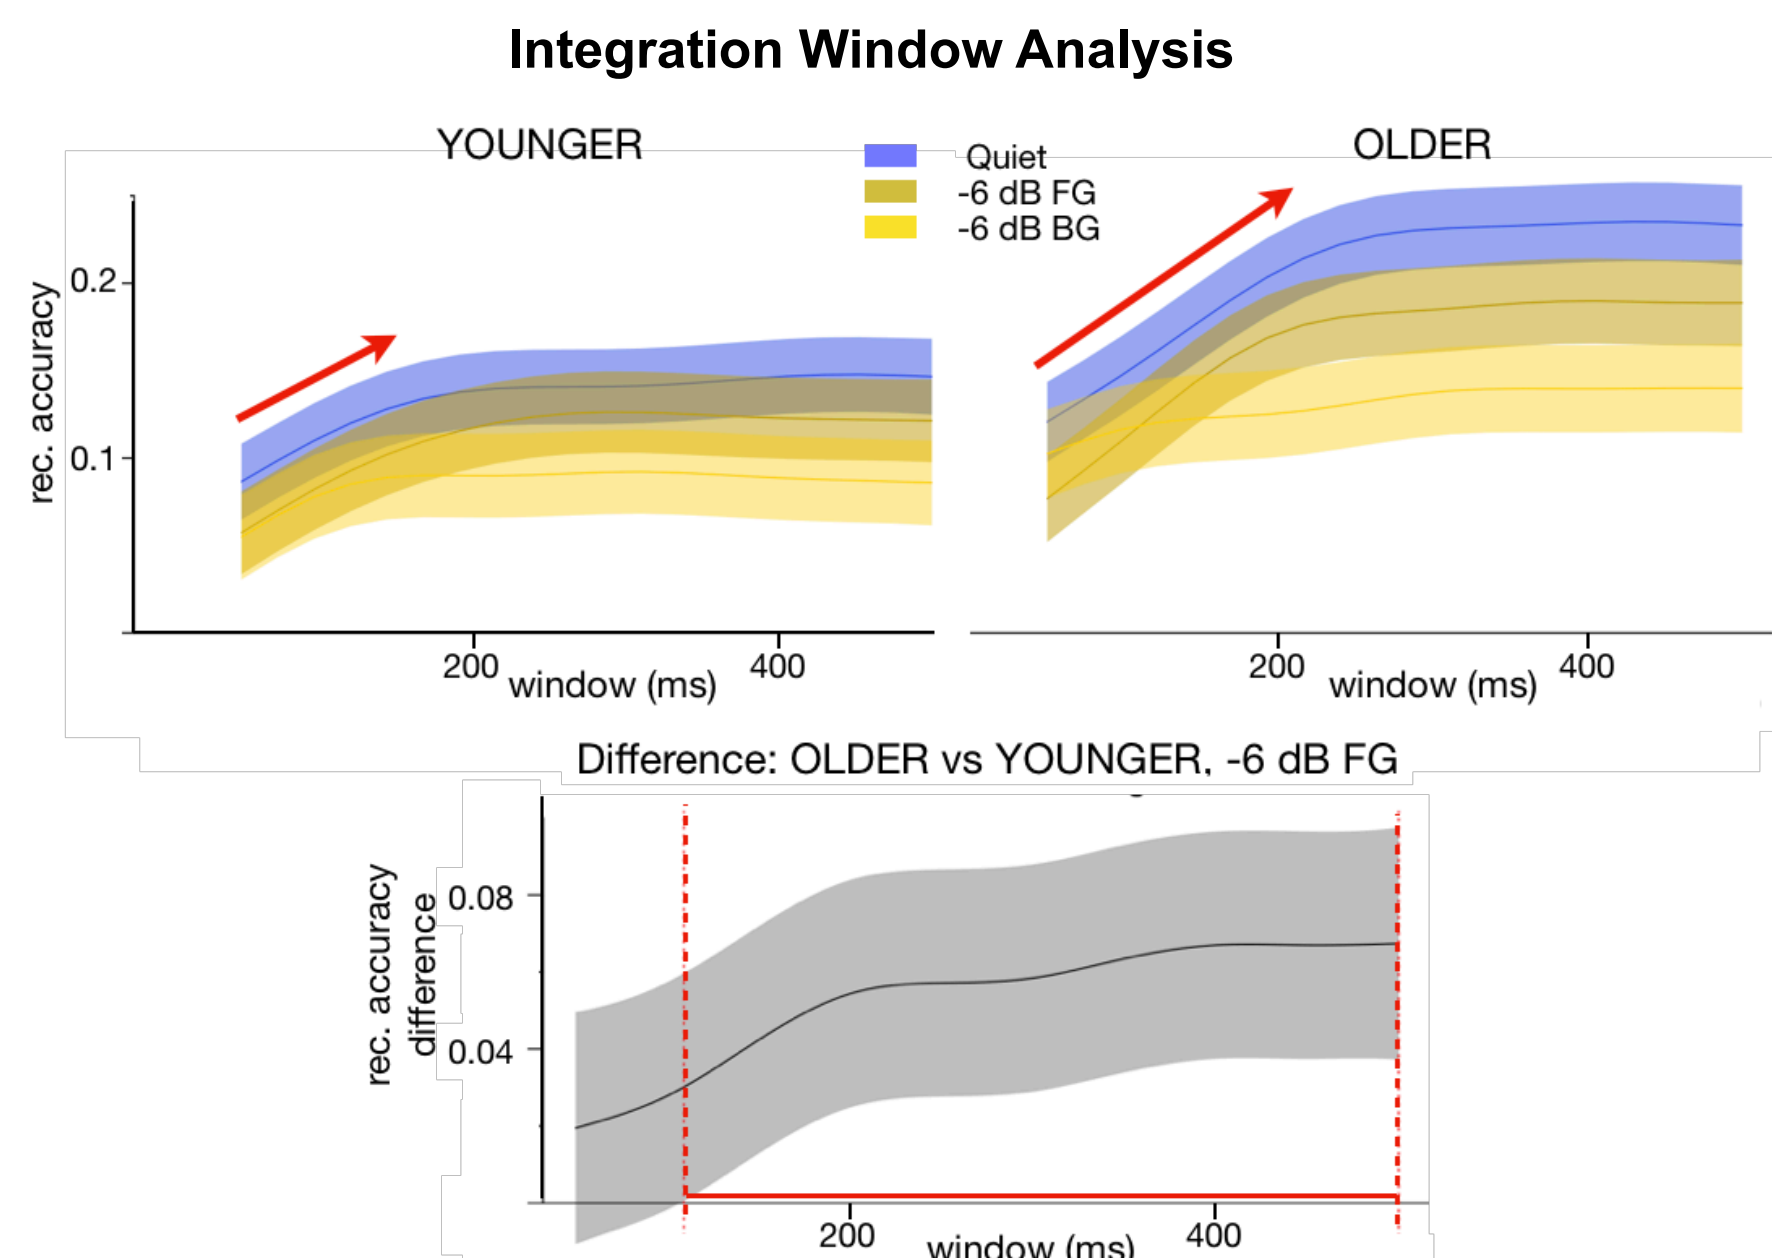 Integration Window Analysis
YOUNGER
OLDER
Quiet
-6 dB FG
-6 dB BG
rec. accuracy
0.2
0.1
200
400
window (ms)
200
400
window (ms)
Difference: OLDER vs YOUNGER, -6 dB FG
rec. accuracy
difference
0.08
0.04
200
400
window (ms)